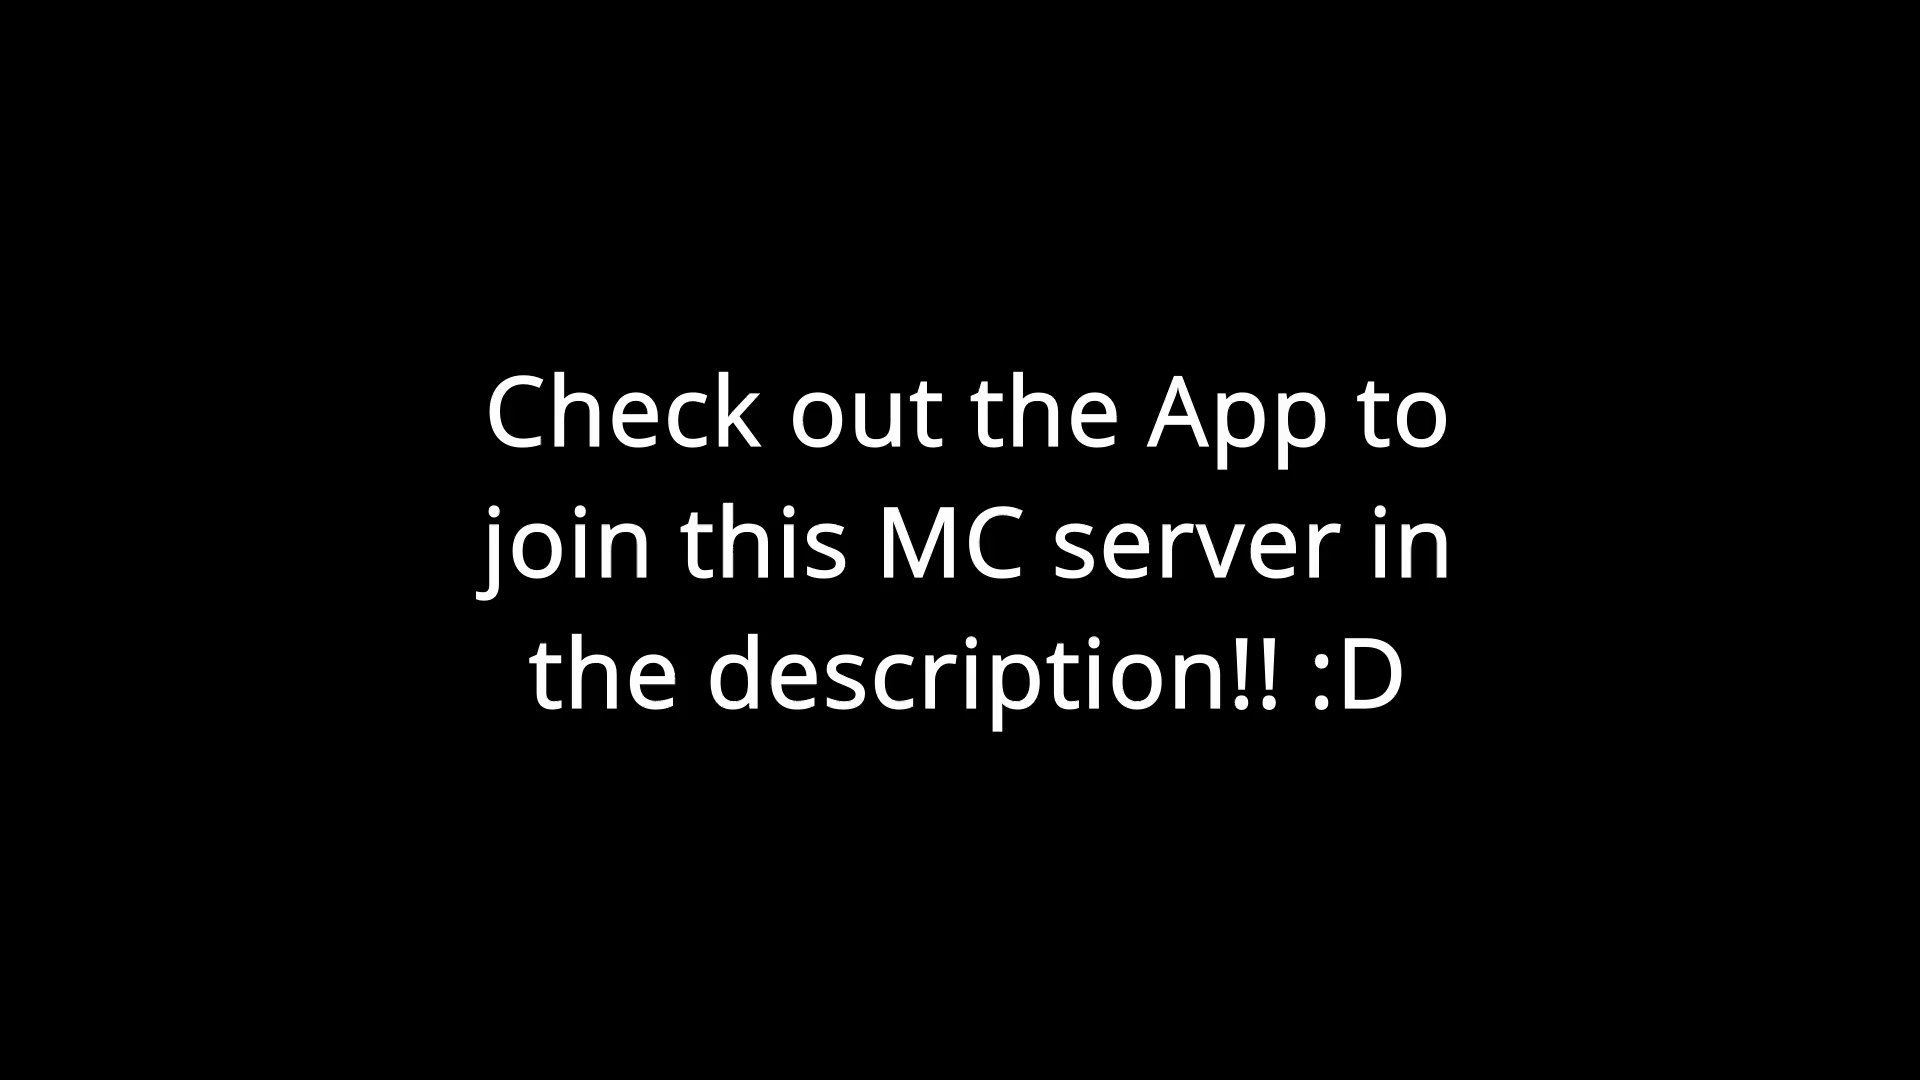 Check out the App to
join this MC server in
the description!! :D